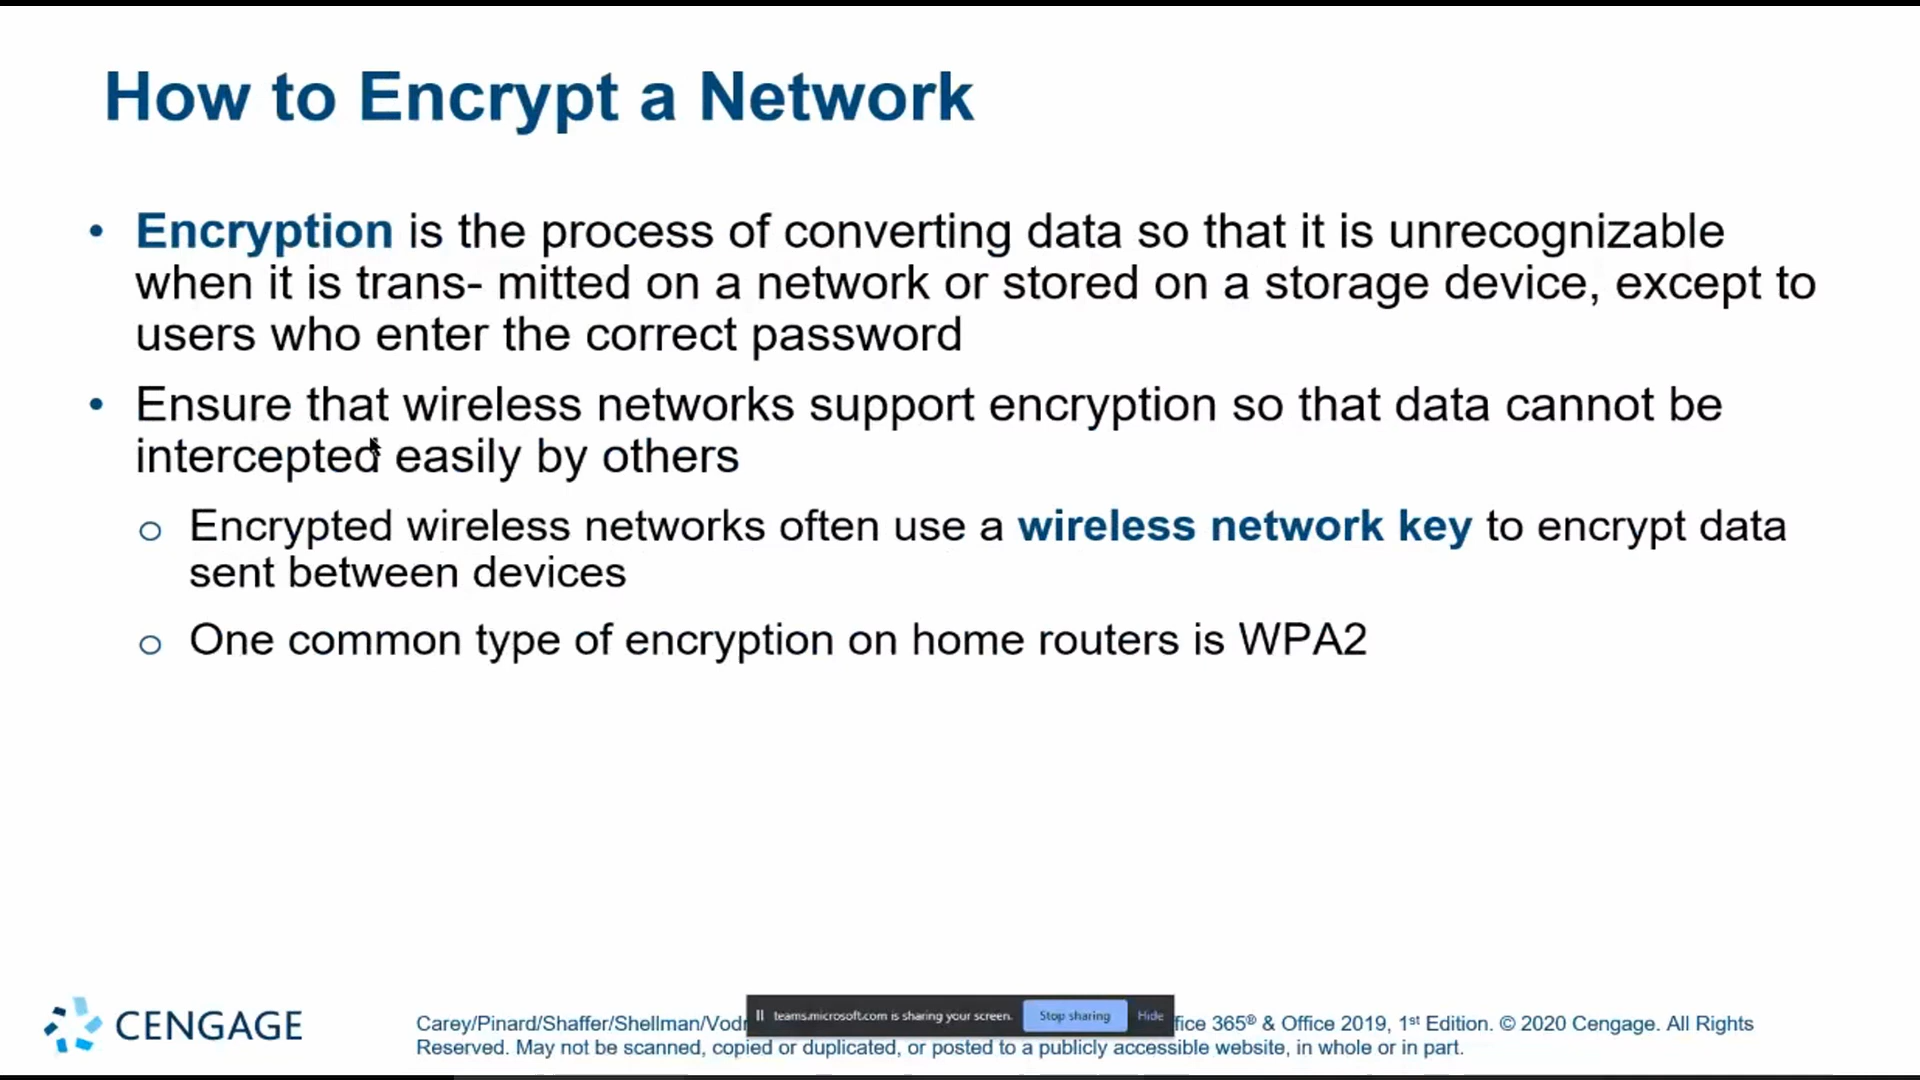 How to Encrypt a Network
• Encryption is the process of converting data so that it is unrecognizable
when it is trans- mitted on a network or stored on a storage device, except to
users who enter the correct password
• Ensure that wireless networks support encryption so that data cannot be
intercepted easily by others
o Encrypted wireless networks often use a wireless network key to encrypt data
sent between devices
o One common type of encryption on home routers is WPA2
CENGAGE
Carey/Pinard/Shaffer/Shellman/Vodn
teams.microsoft.com is sharing your screen. Stop sharing Hide
fice 365® & Office 2019, 1st Edition. © 2020 Cengage. All Rights
Reserved. May not be scanned, copied or duplicated, or posted to a publicly accessible website, in whole or in part.